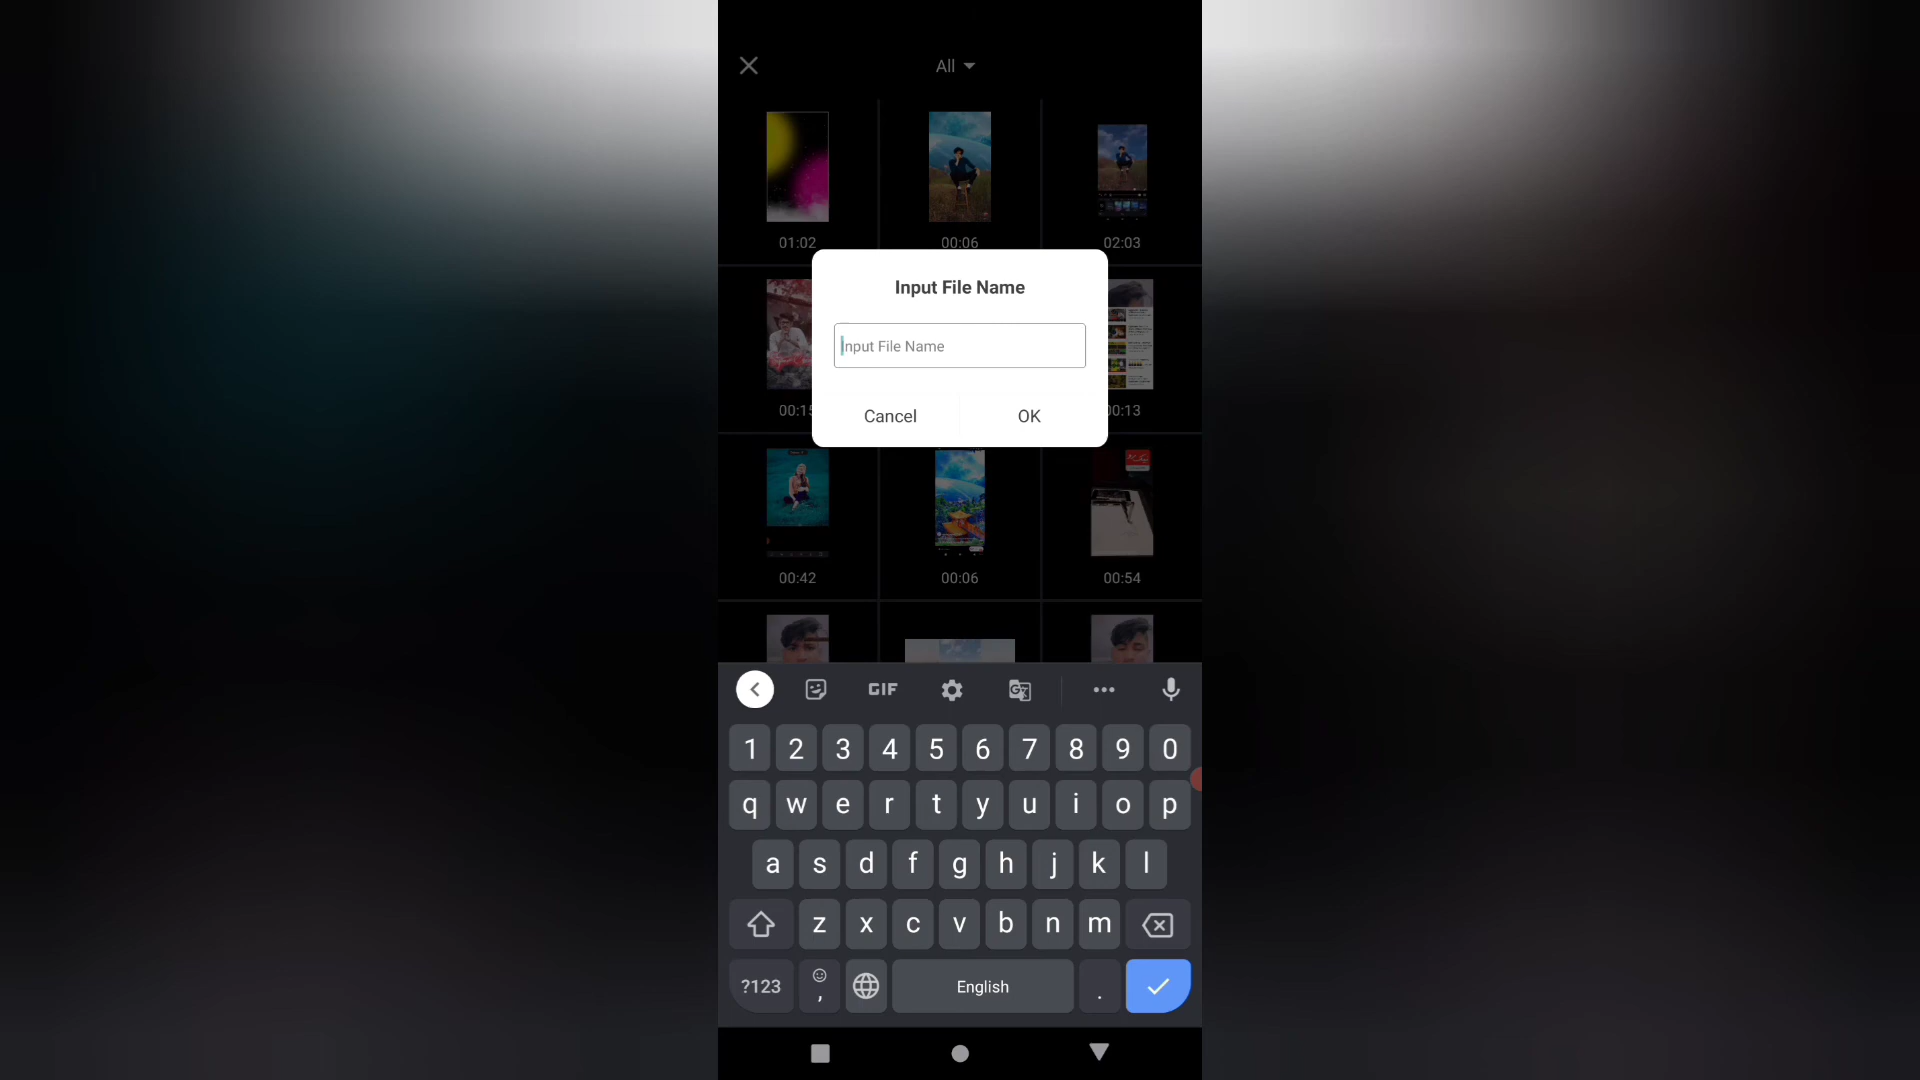 All
01:02
00:06
02:03
Input File Name
Input File Name
Cancel
OK
00:13
00:42
00:06
00:54
GIF
1 2 3 4 5 6 7 8 9 0
q w e r t y u i o p
a s d f g h j k l
z x c v b n m
?123 , English .